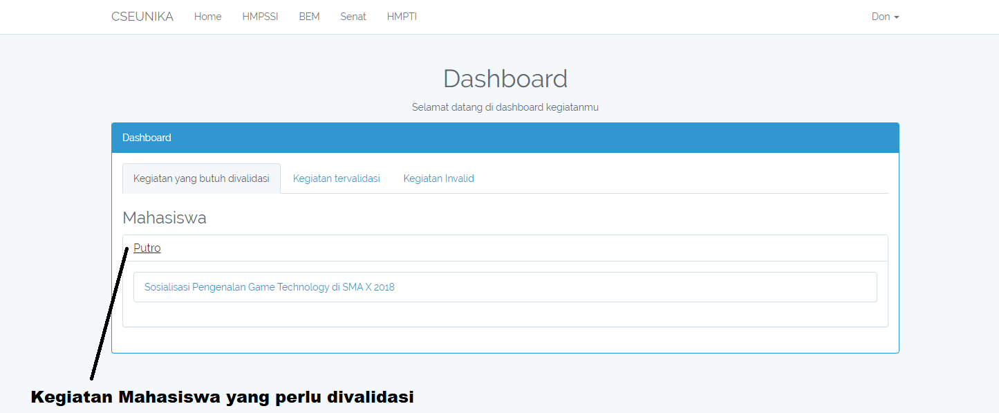 CSEUNIKA Home HMPSSI BEM Senat HMPTI Don
Dashboard
Selamat datang di dashboard kegiatanmu
Dashboard
Kegiatan yang butuh divalidasi Kegiatan tervalidasi Kegiatan Invalid
Mahasiswa
Putro
Sosialisasi Pengenalan Game Technology di SMA X 2018
Kegiatan Mahasiswa yang perlu divalidasi